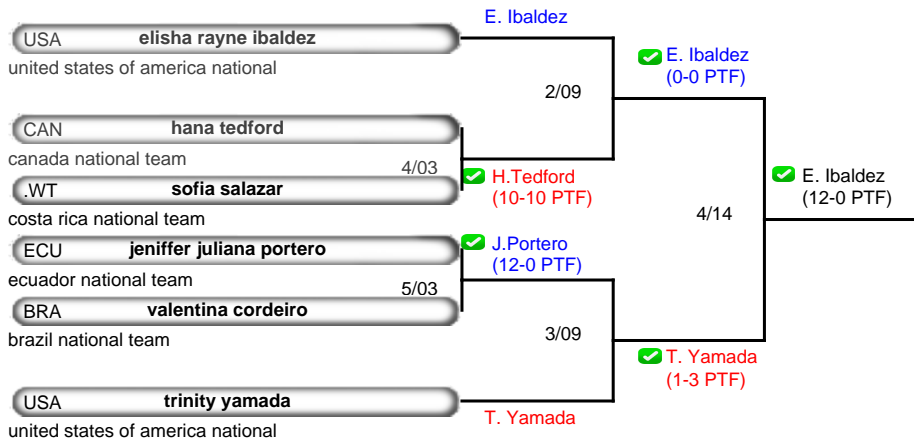 E. Ibaldez
USA elisha rayne ibaldez
united states of america national
E. Ibaldez
(0-0 PTF)
2/09
CAN hana tedford
canada national team
4/03
H.Tedford
(10-10 PTF)
E. Ibaldez
(12-0 PTF)
.WT sofia salazar
costa rica national team
4/14
ECU jeniffer juliana portero
J.Portero
(12-0 PTF)
ecuador national team
5/03
BRA valentina cordeiro
brazil national team
3/09
T. Yamada
(1-3 PTF)
USA trinity yamada
T. Yamada
united states of america national